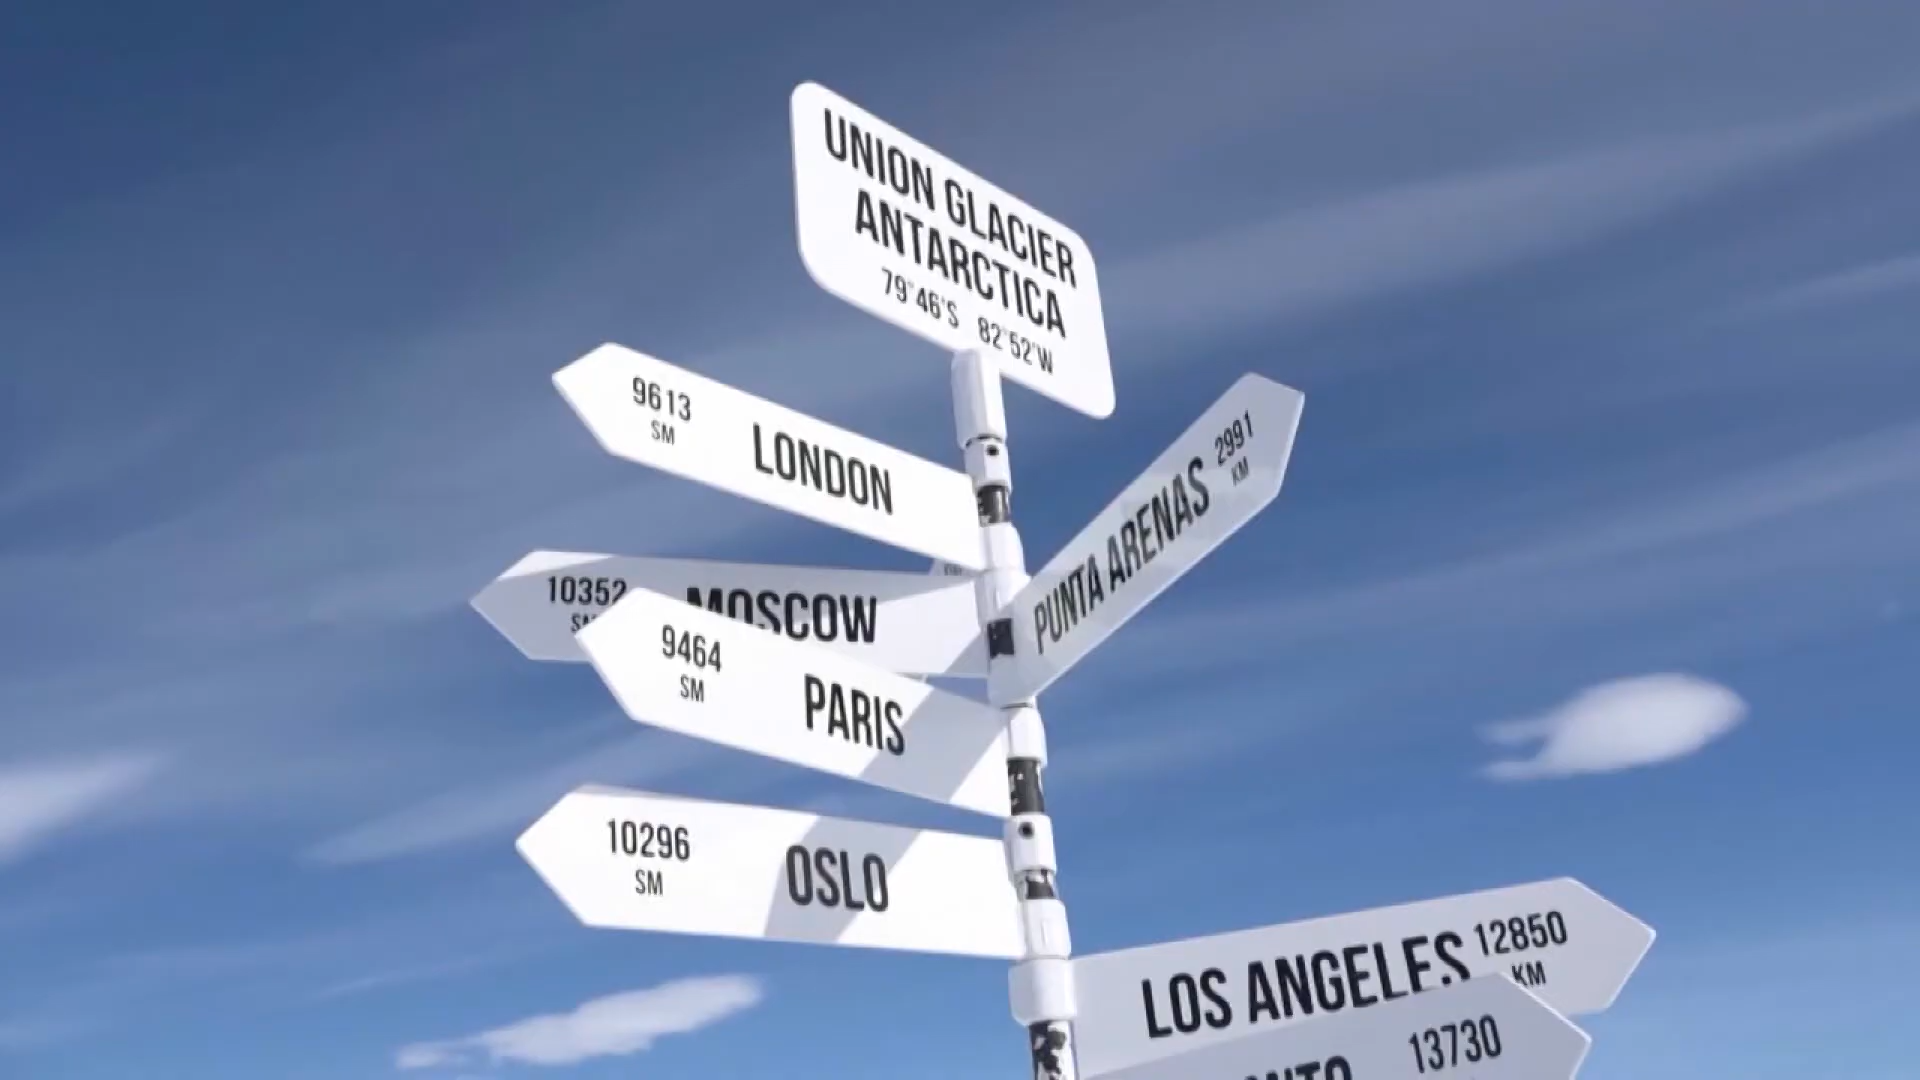 UNION GLACIER
ANTARCTICA
79°46'S 82°52'W
9613
SM
LONDON
2991
KM
PUNTA ARENAS
10352
SM
MOSCOW
9464
SM
PARIS
10296
SM
OSLO
LOS ANGELES 12850
KM
13730